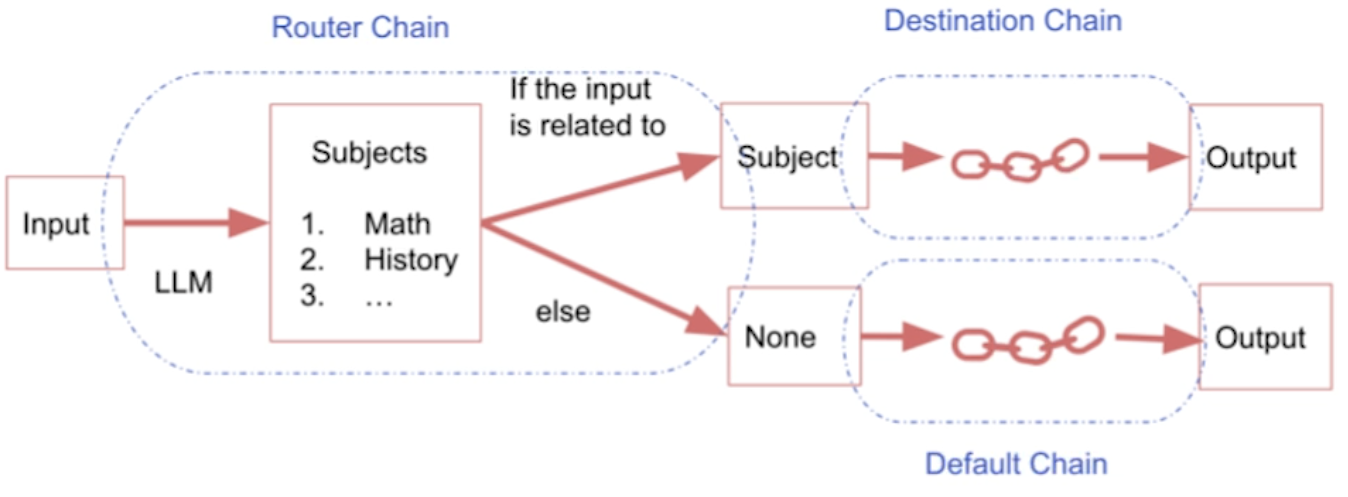 Router Chain
Destination Chain
If the input
is related to
Subjects
Subject
Output
Input
1. Math
2. History
3. ...
LLM
else
None
Output
Default Chain